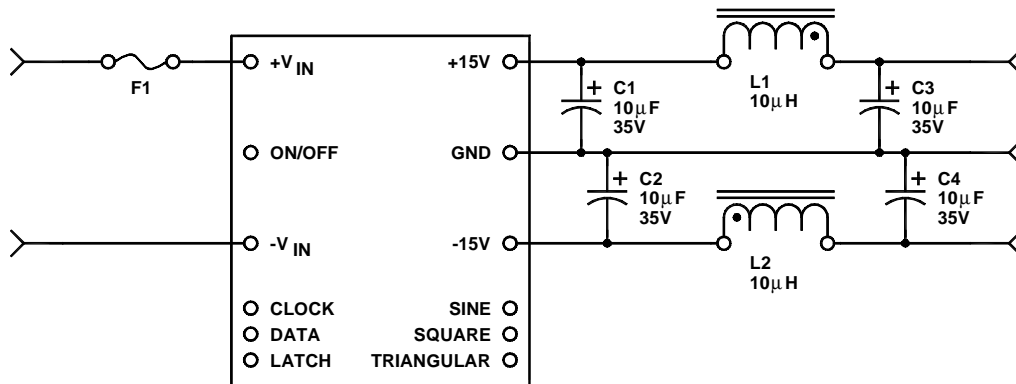 F1
+V IN
ON/OFF
-V IN
CLOCK
DATA
LATCH
+15V
GND
-15V
SINE
SQUARE
TRIANGULAR
+ C1
10µF
35V
+ C2
10µF
35V
L1
10µH
L2
10µH
+ C3
10µF
35V
+ C4
10µF
35V